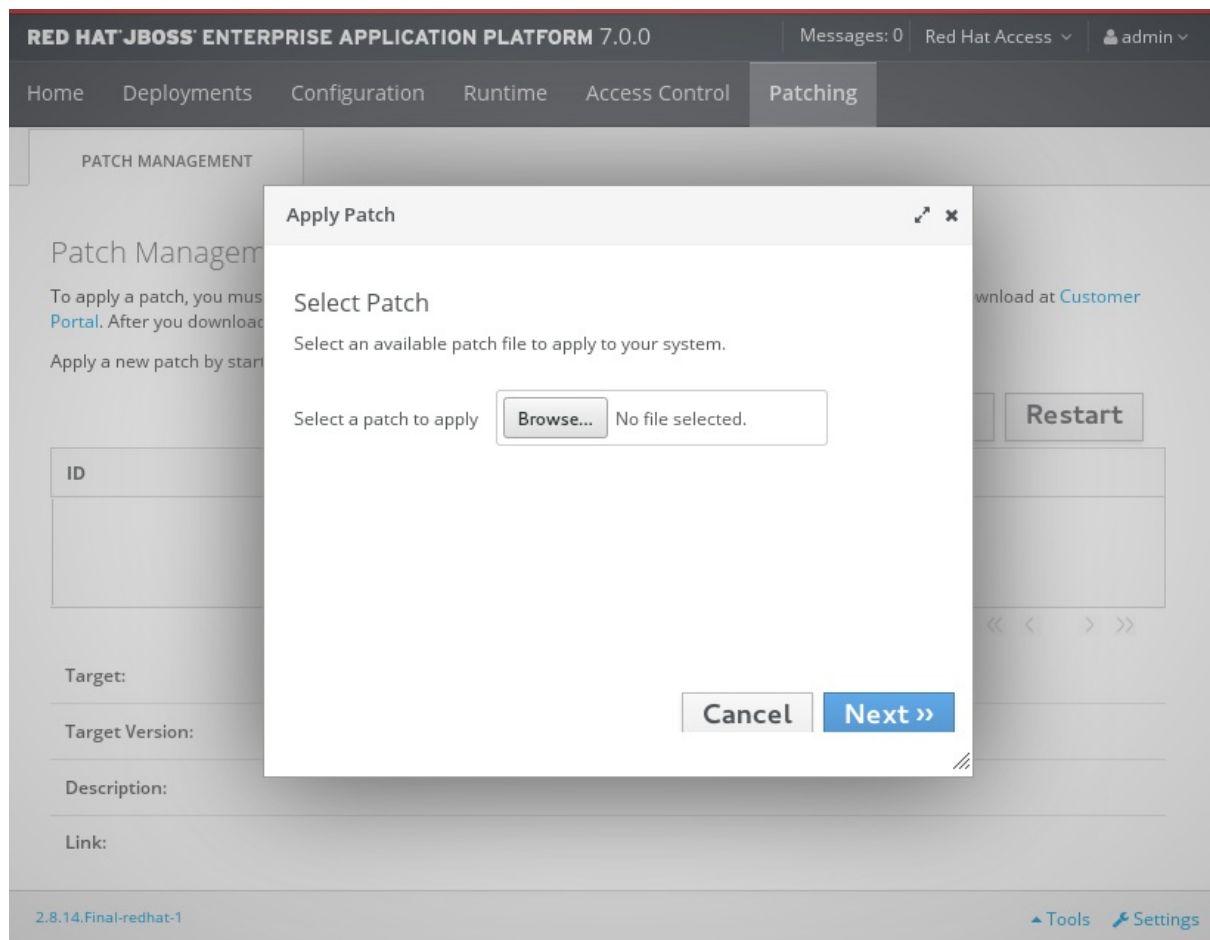 RED HAT JBOSS ENTERPRISE APPLICATION PLATFORM 7.0.0
Messages: 0
Red Hat Access
admin
Home
Deployments
Configuration
Runtime
Access Control
Patching
PATCH MANAGEMENT
Apply Patch
Patch
To apply a patch, you
wnload at Customer
Portal. After you
Apply a new patch by
Select Patch
Select an available patch file to apply to your system.
Select a patch to apply
Browse...
No file selected.
Restart
ID
« < > »
Cancel
Next ››
Target:
Target Version:
Description:
Link:
2.8.14.Final-redhat-1
Tools
Settings